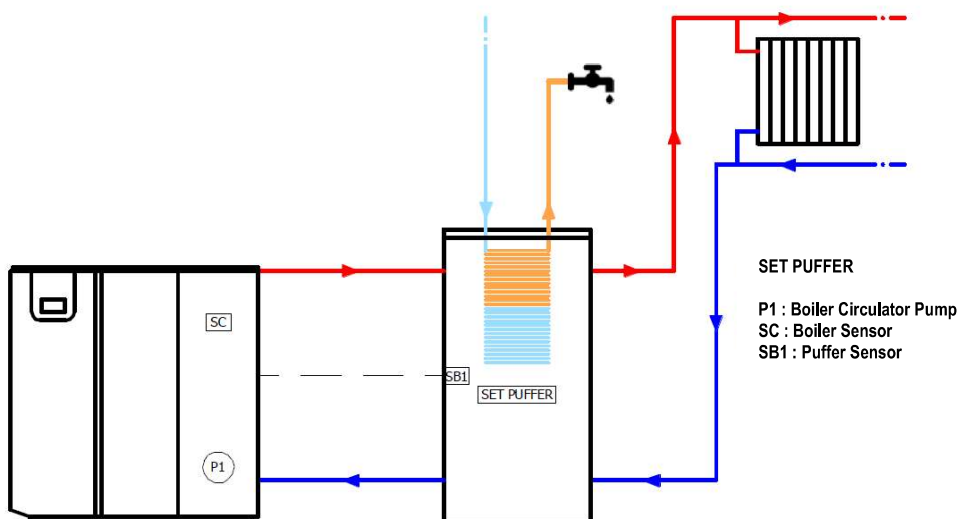 SC
SB1
SET PUFFER
P1
SET PUFFER
P1 : Boiler Circulator Pump
SC : Boiler Sensor
SB1 : Puffer Sensor